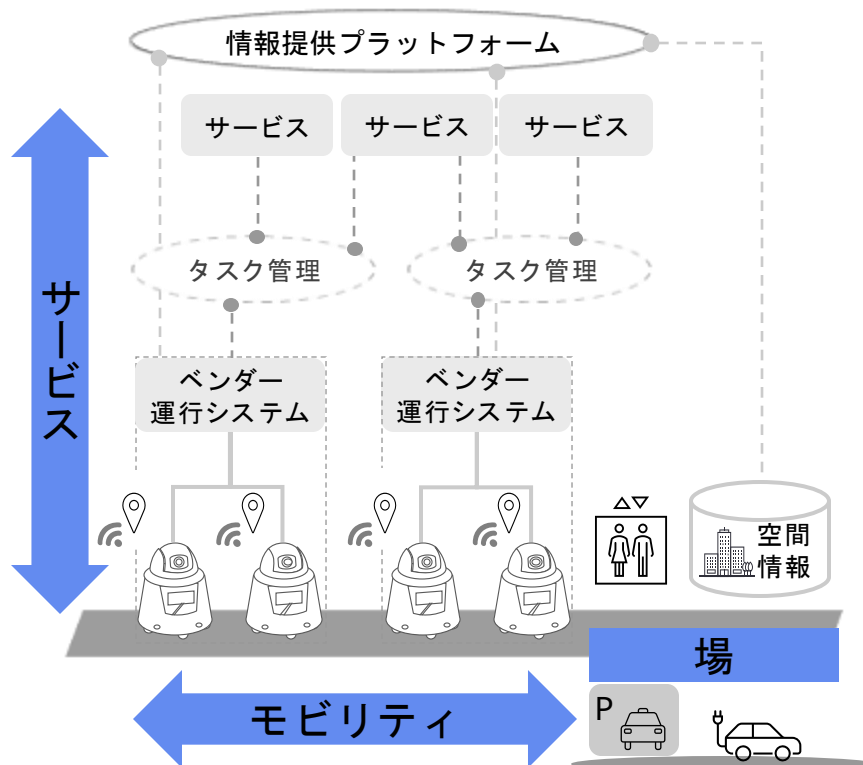 情報提供プラットフォーム
サービス
サービス
サービス
タスク管理
タスク管理
サービス
ベンダー
運行システム
ベンダー
運行システム
空間
情報
場
モビリティ
P